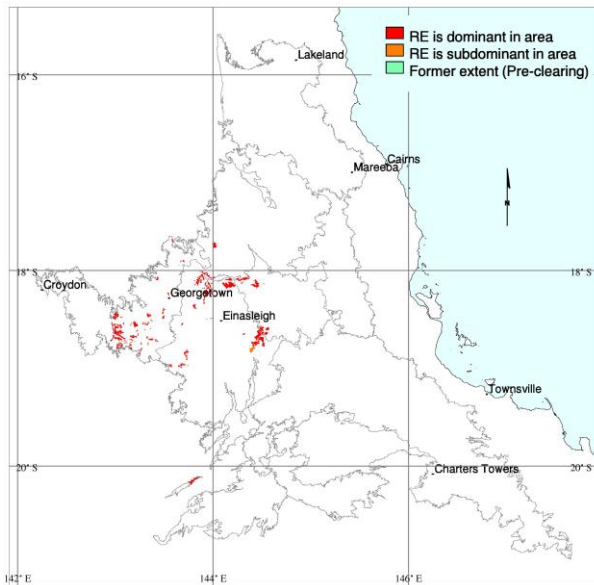 RE is dominant in area
RE is subdominant in area
Former extent (Pre-clearing)
Lakeland
16° S
Cairns
Mareeba
N
18° S
18° S
Croydon
Georgetown
Einasleigh
Townsville
20° S
Charters Towers
20° S
142° E
144° E
146° E